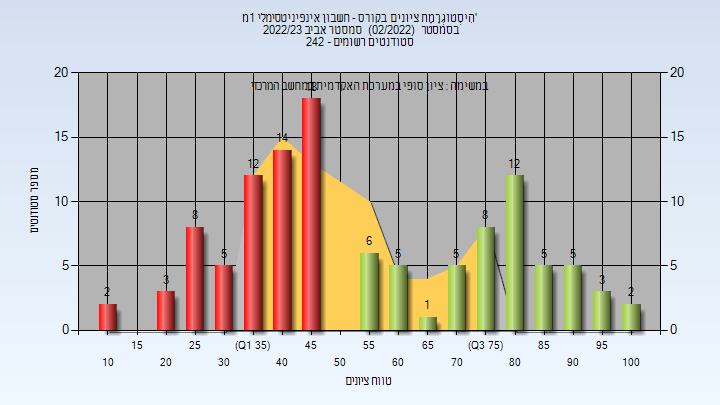 'היסטוגרמת ציונים בקורס - חשבון אינפיניטסימלי 1מ
בסמסטר (02/2022) סמסטר אביב 2022/23
סטודנטים רשומים - 242
במשימה : ציון סופי במערכת האקדמית במחשב המרכזי
20 20
15 15
10 10
5 5
0 0
מספר סטודנטים
2 3 8 5 12 14 18 6 5 1 5 8 12 5 5 3 2
15 25 (Q1 35) 45 55 65 (Q3 75) 85 95
10 20 30 40 50 60 70 80 90 100
טווח ציונים